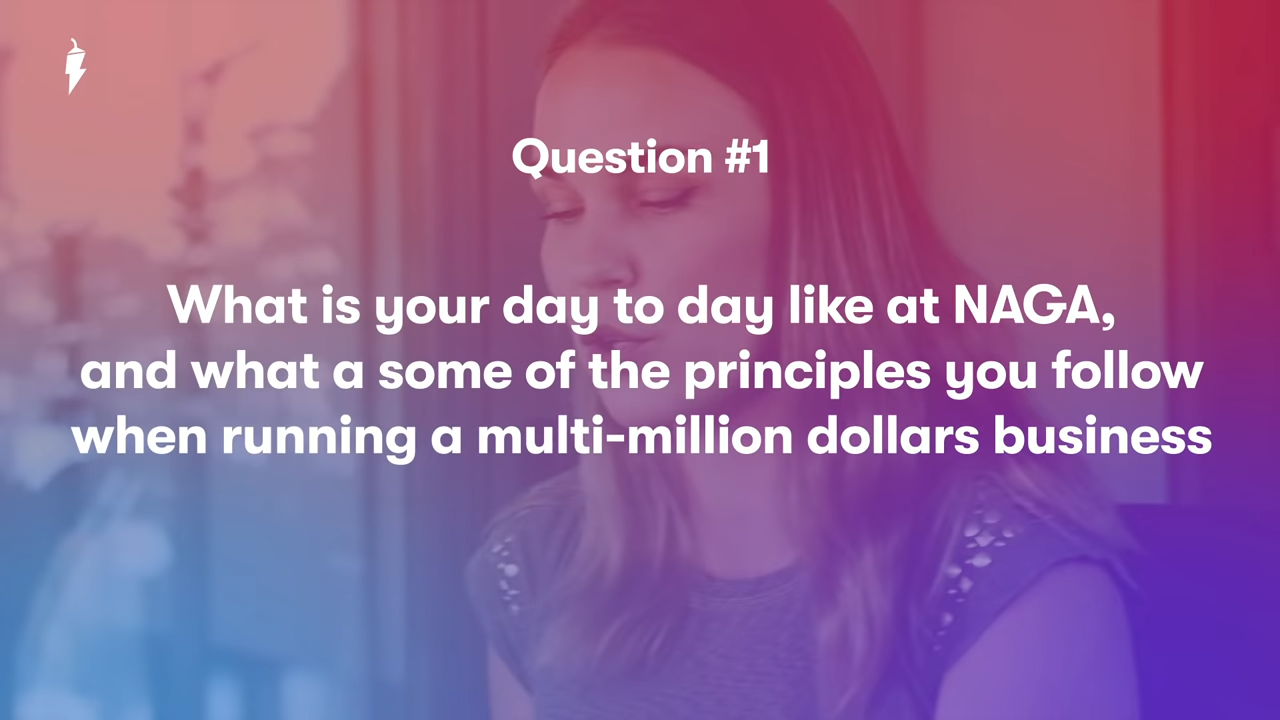 Question #1
What is your day to day like at NAGA,
and what a some of the principles you follow
when running a multi-million dollars business